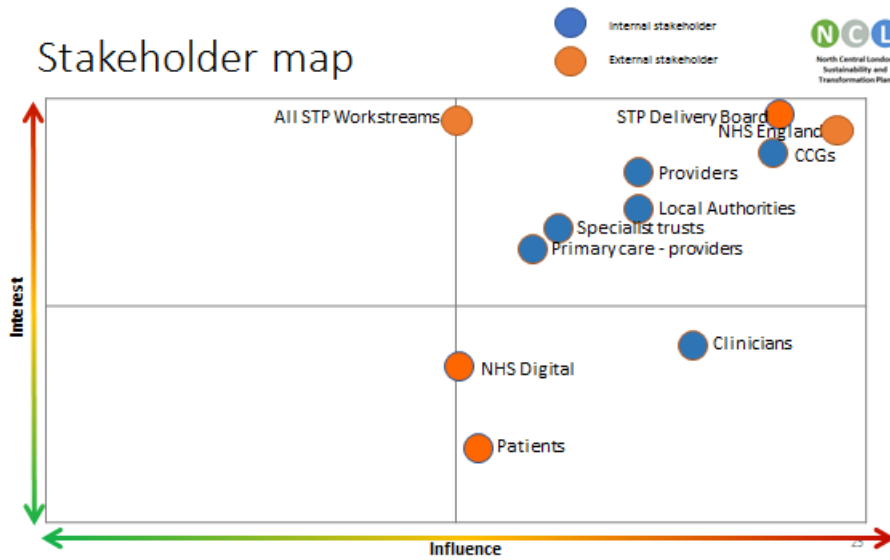 Stakeholder map
Internal stakeholder
External stakeholder
NCL
North Central London
Sustainability and
Transformation Plan
All STP Workstreams
STP Delivery Board
NHS England
CCGs
Providers
Local Authorities
Specialist trusts
Primary care - providers
Interest
Clinicians
NHS Digital
Patients
Influence